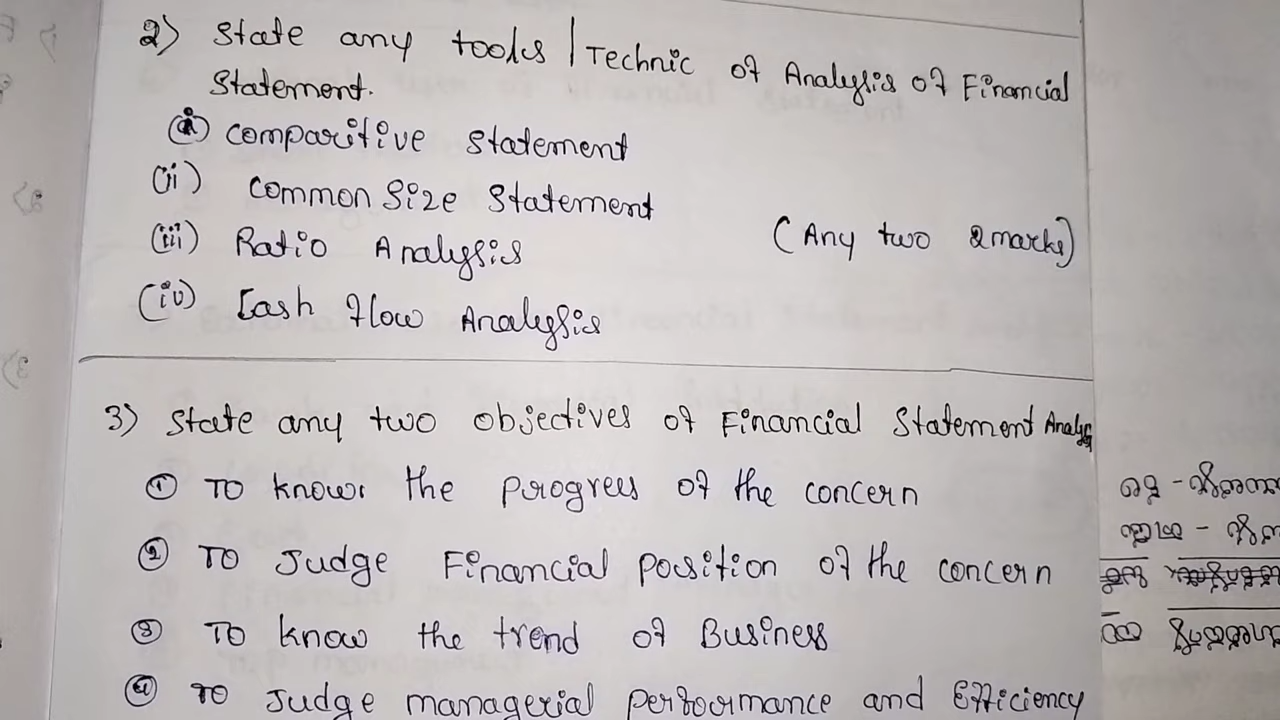 2) State any tools / Technic of Analysis of Financial
Statement.
(i) Comparitive Statement
(ii) Common Size Statement
(iii) Ratio Analysis (Any two 2marks)
(iv) Cash flow Analysis
3) State any two objectives of Financial Statement
① To know the progress of the concern
② To Judge Financial position of the concern
③ To know the trend of Business
④ To Judge managerial performance and Efficiency